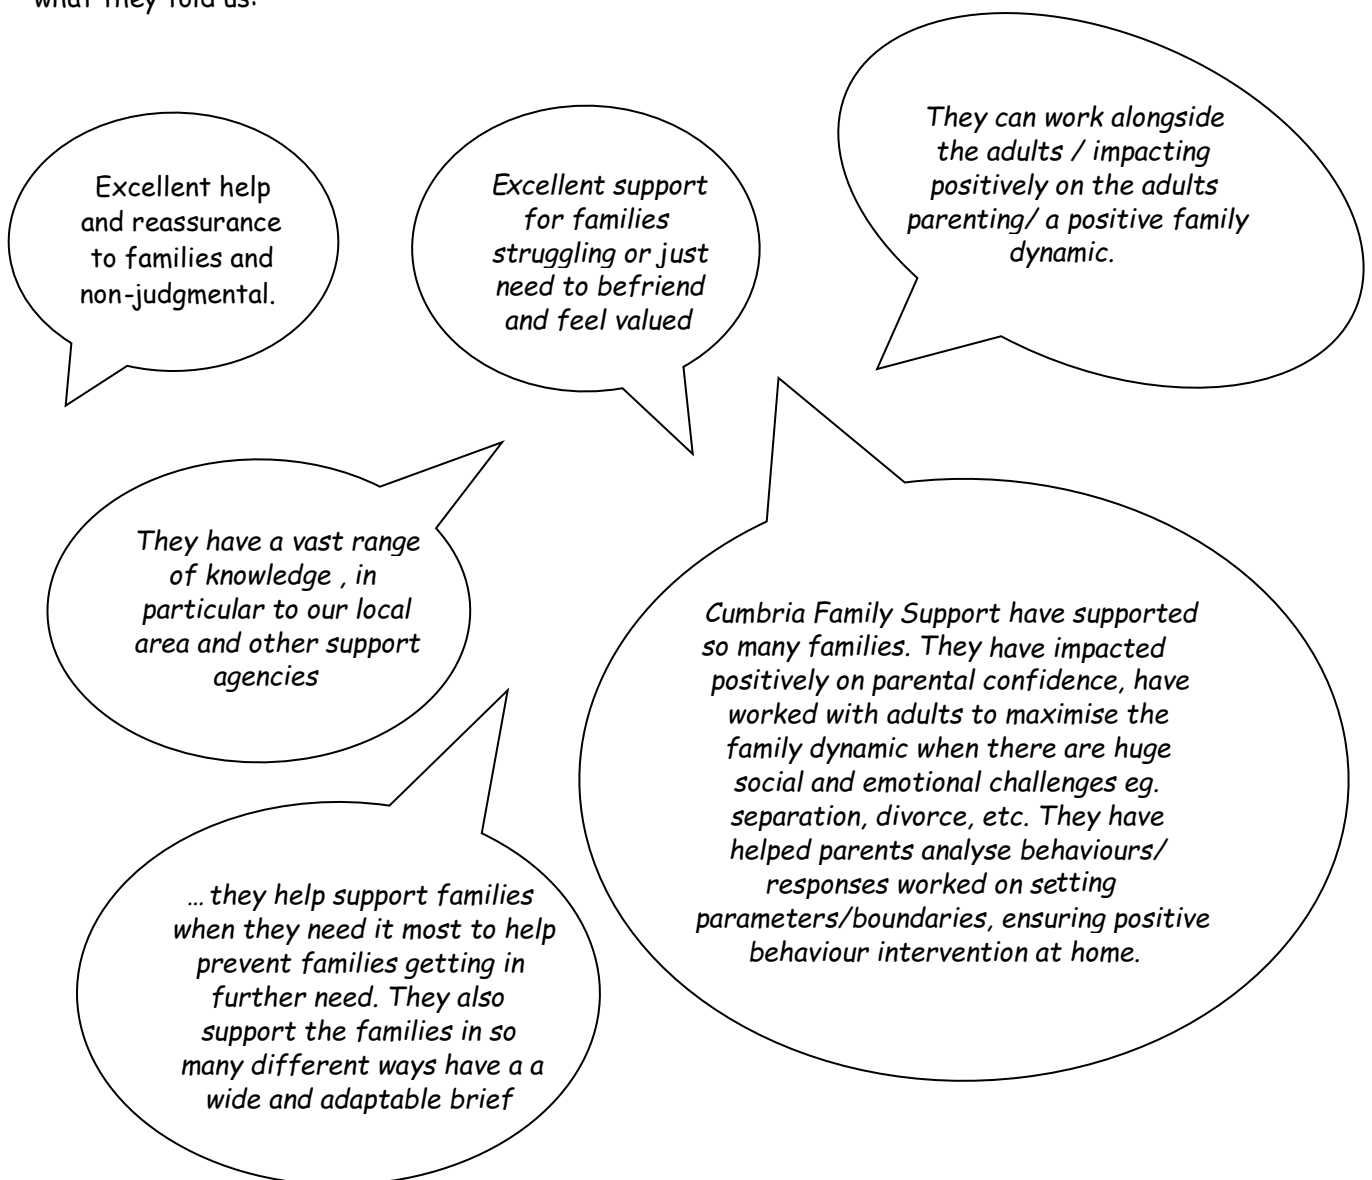 what they told us:
Excellent help
and reassurance
to families and
non-judgmental.
Excellent support
for families
struggling or just
need to befriend
and feel valued
They can work alongside
the adults / impacting
positively on the adults
parenting/ a positive family
dynamic.
They have a vast range
of knowledge , in
particular to our local
area and other support
agencies
Cumbria Family Support have supported
so many families. They have impacted
positively on parental confidence, have
worked with adults to maximise the
family dynamic when there are huge
social and emotional challenges eg.
separation, divorce, etc. They have
helped parents analyse behaviours/
responses worked on setting
parameters/boundaries, ensuring positive
behaviour intervention at home.
... they help support families
when they need it most to help
prevent families getting in
further need. They also
support the families in so
many different ways have a a
wide and adaptable brief